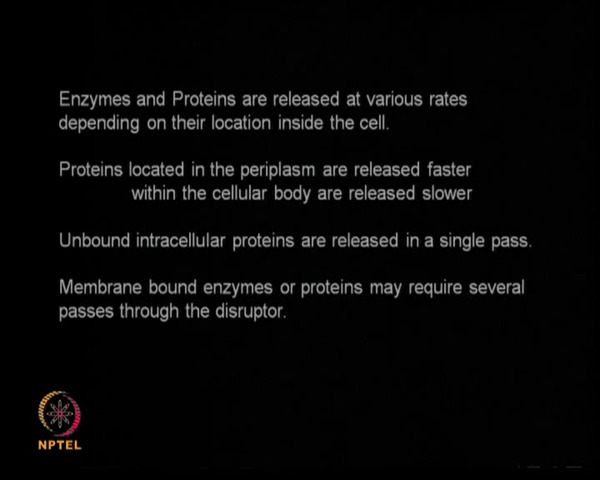 Enzymes and Proteins are released at various rates
depending on their location inside the cell.
Proteins located in the periplasm are released faster
within the cellular body are released slower
Unbound intracellular proteins are released in a single pass.
Membrane bound enzymes or proteins may require several
passes through the disruptor.
NPTEL